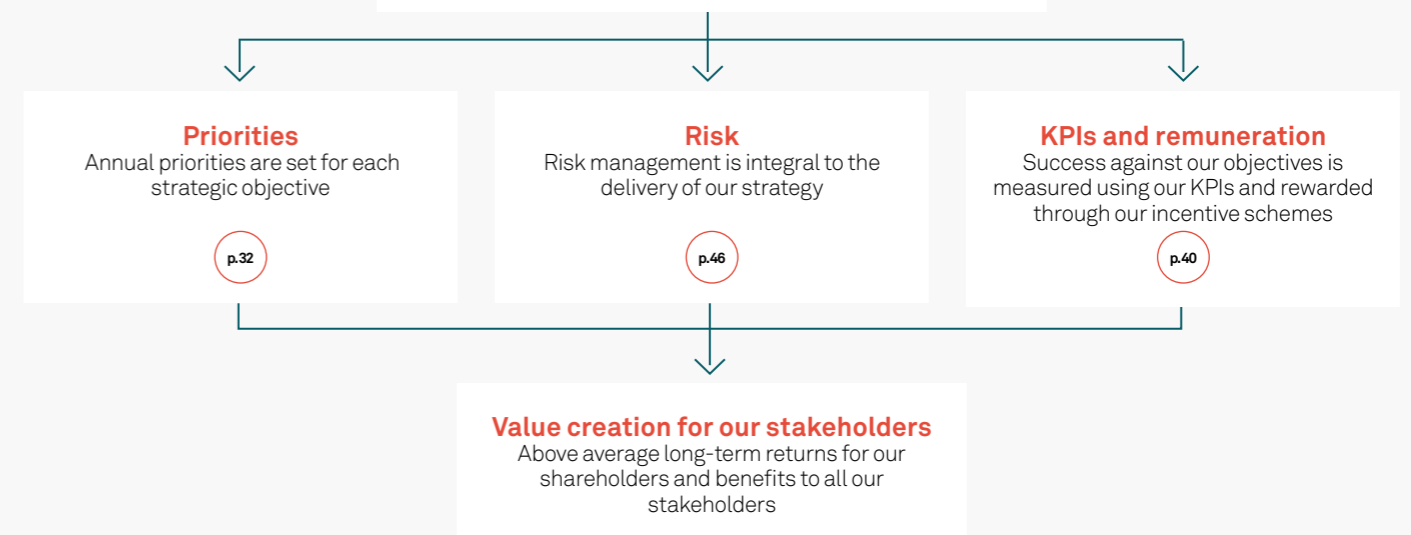 Priorities
Annual priorities are set for each
strategic objective
p.32
Risk
Risk management is integral to the
delivery of our strategy
p.46
KPIs and remuneration
Success against our objectives is
measured using our KPIs and rewarded
through our incentive schemes
p.40
Value creation for our stakeholders
Above average long-term returns for our
shareholders and benefits to all our
stakeholders